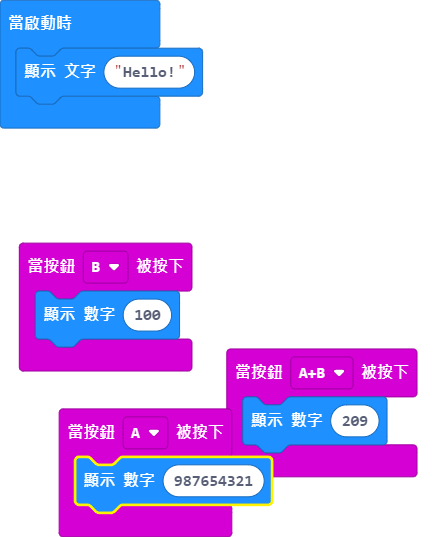 當啟動時
顯示 文字 "Hello!"
當按鈕 B 被按下
顯示 數字 100
當按鈕 A+B 被按下
顯示 數字 209
當按鈕 A 被按下
顯示 數字 987654321